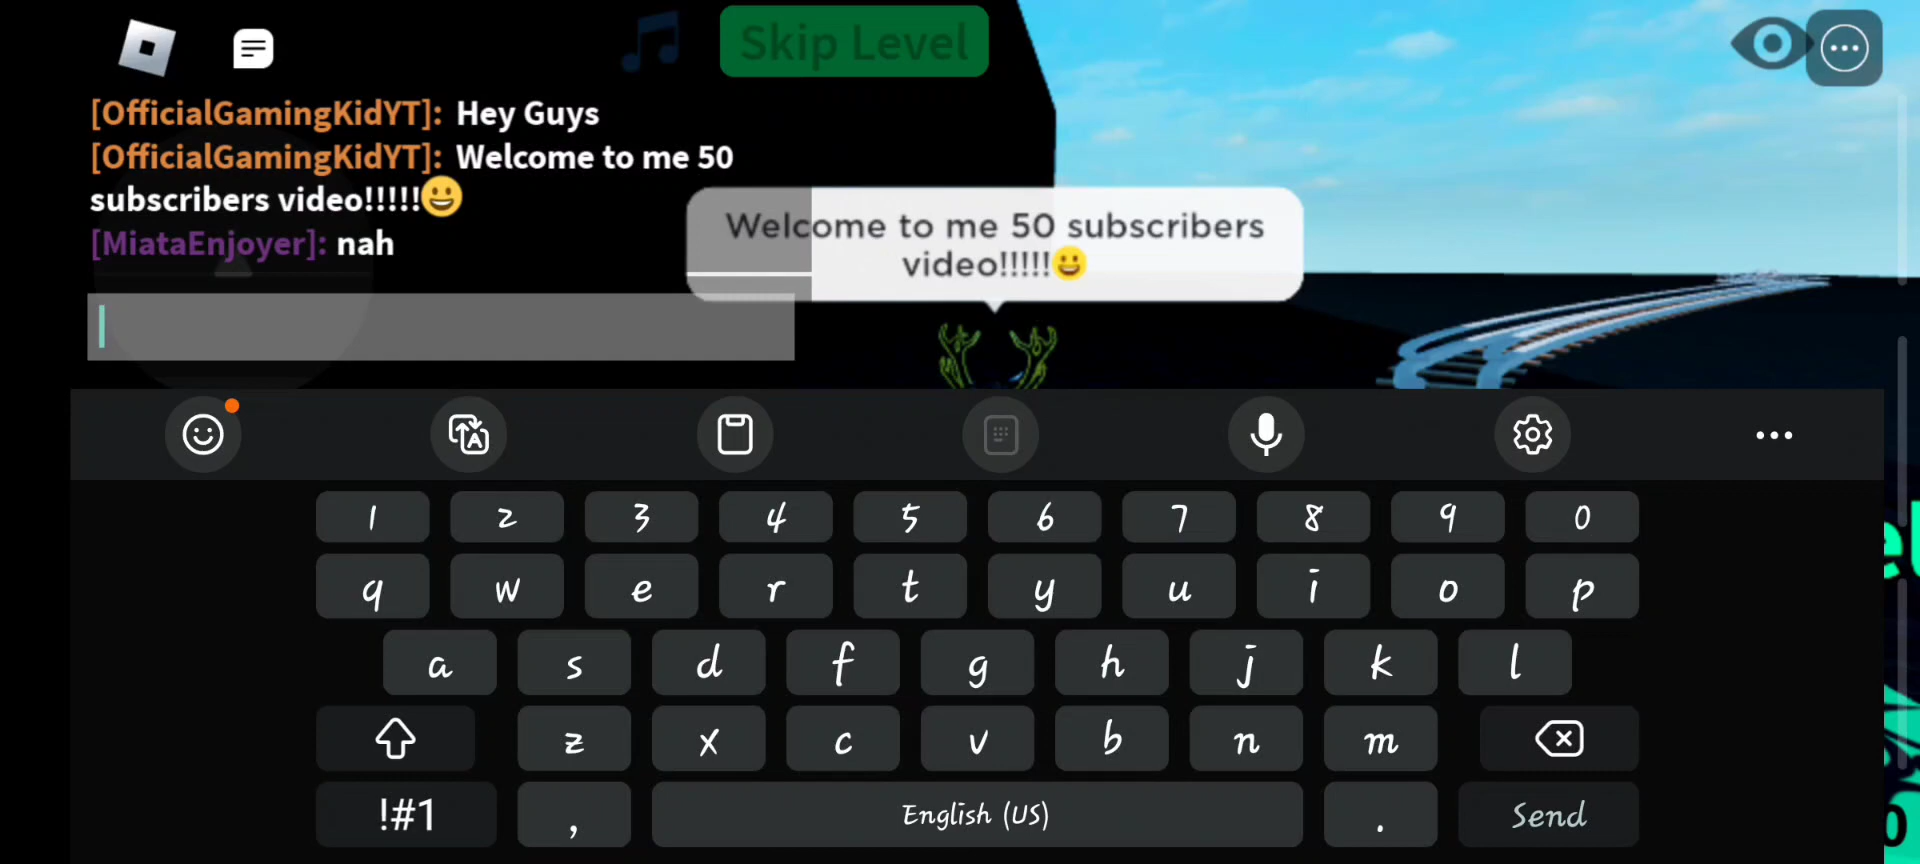 Skip Level
[OfficialGamingKidYT]: Hey Guys
[OfficialGamingKidYT]: Welcome to me 50
subscribers video!!!!!😀
[MiataEnjoyer]: nah
Welcome to me 50 subscribers
video!!!!!😀
1 2 3 4 5 6 7 8 9 0
q w e r t y u i o p
a s d f g h j k l
z x c v b n m
!#1 , English (US) . Send